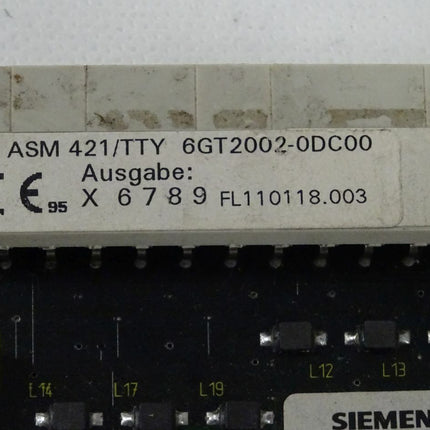 ASM 421/TTY 6GT2002-0DC00
Ausgabe:
CE 95 X 6 7 8 9 FL110118.003
L12 L13
L14 L17 L19
SIEMEN